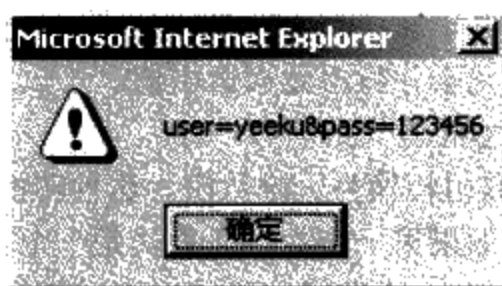 Microsoft Internet Explorer
user=yeeku&pass=123456
确定